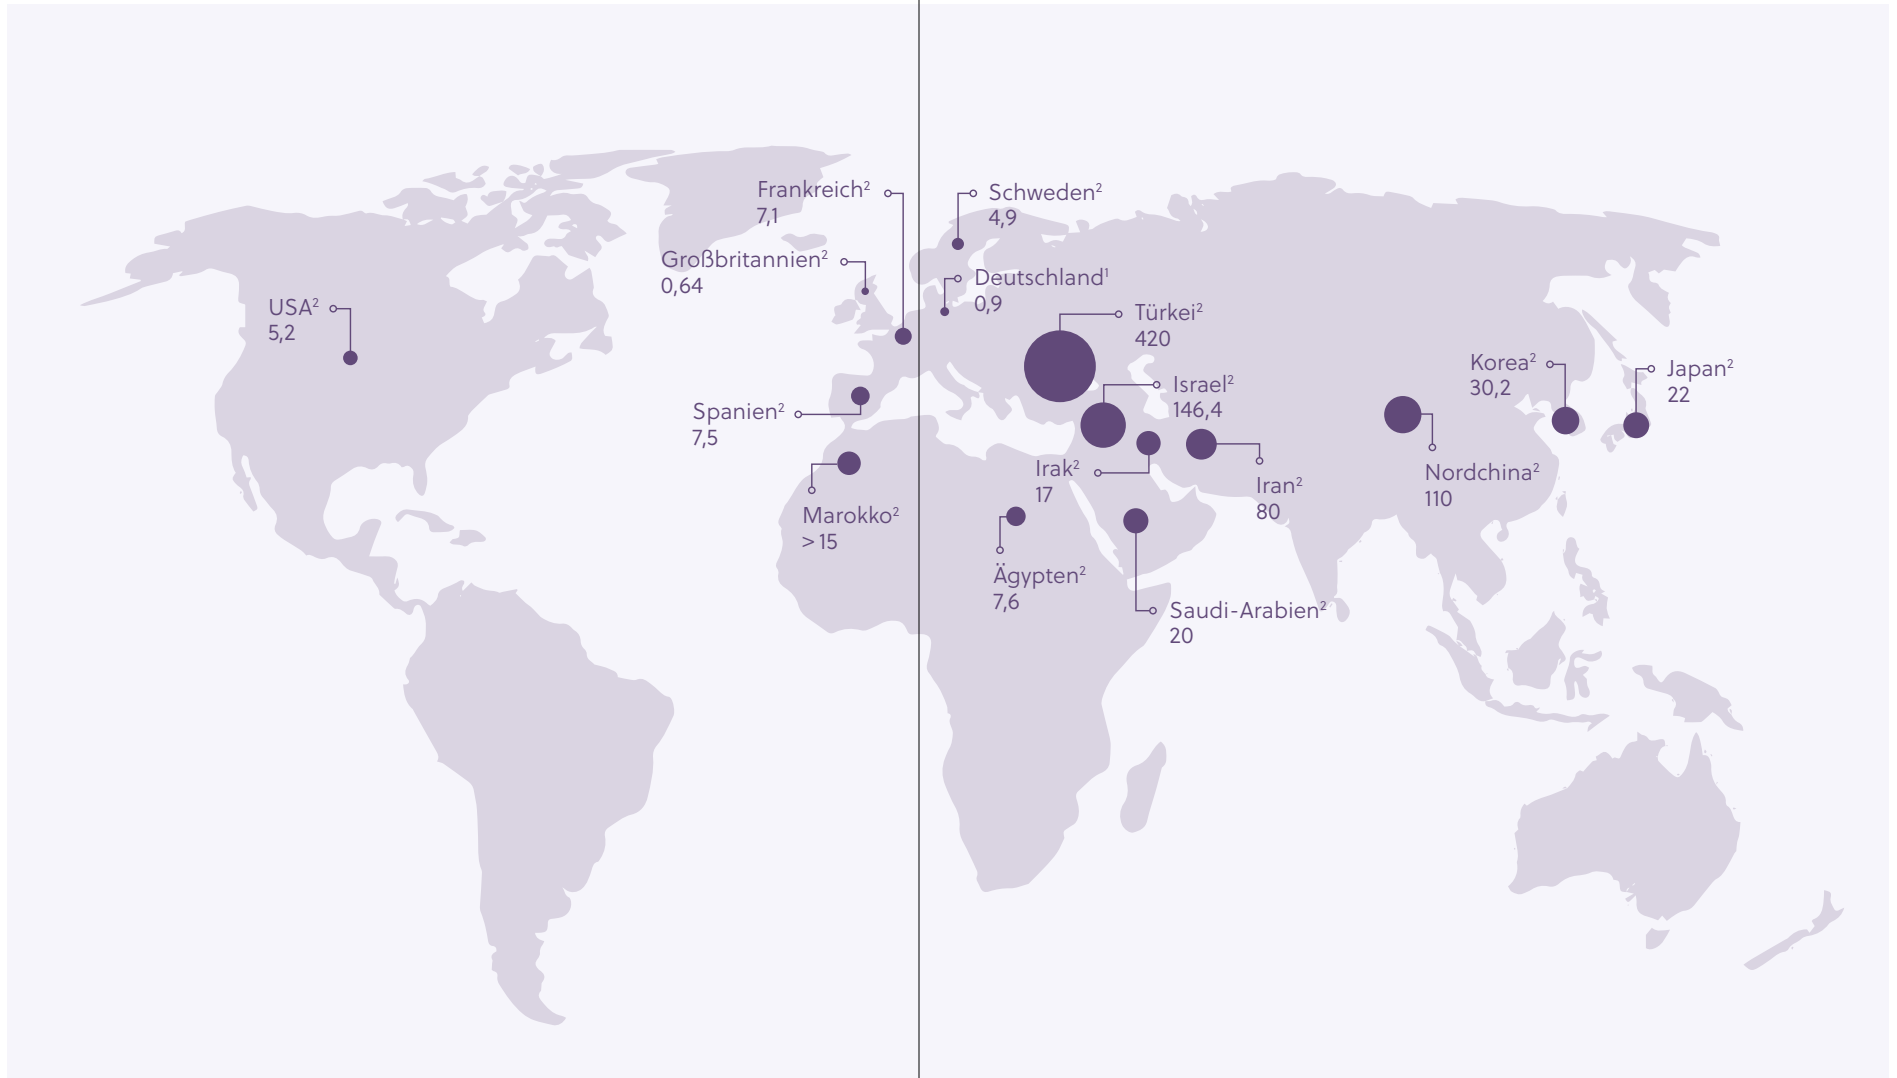 Frankreich²
7,1
Schweden²
4,9
Großbritannien²
0,64
Deutschland¹
0,9
USA²
5,2
Türkei²
420
Korea²
30,2
Japan²
22
Israel²
146,4
Spanien²
7,5
Irak²
17
Iran²
80
Nordchina²
110
Marokko²
> 15
Ägypten²
7,6
Saudi-Arabien²
20